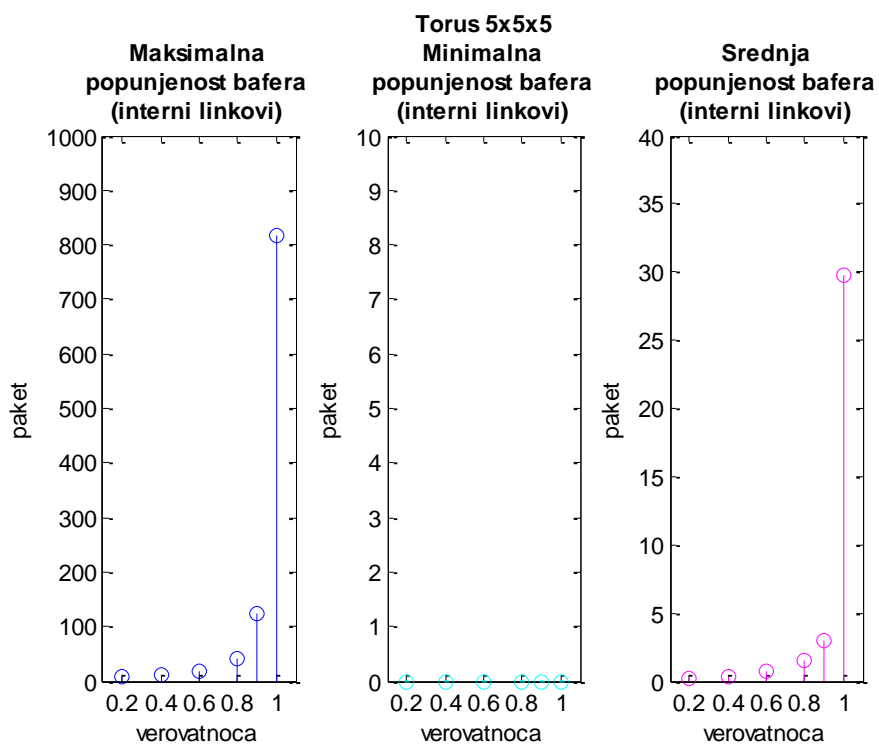 Torus 5x5x5
Maksimalna
popunjenost bafera
(interni linkovi)
1000
900
800
700
600
500
400
300
200
100
0
paket
0.2 0.4 0.6 0.8 1
verovatnoca
Minimalna
popunjenost bafera
(interni linkovi)
10
9
8
7
6
5
4
3
2
1
0
paket
0.2 0.4 0.6 0.8 1
verovatnoca
Srednja
popunjenost bafera
(interni linkovi)
40
35
30
25
20
15
10
5
0
paket
0.2 0.4 0.6 0.8 1
verovatnoca